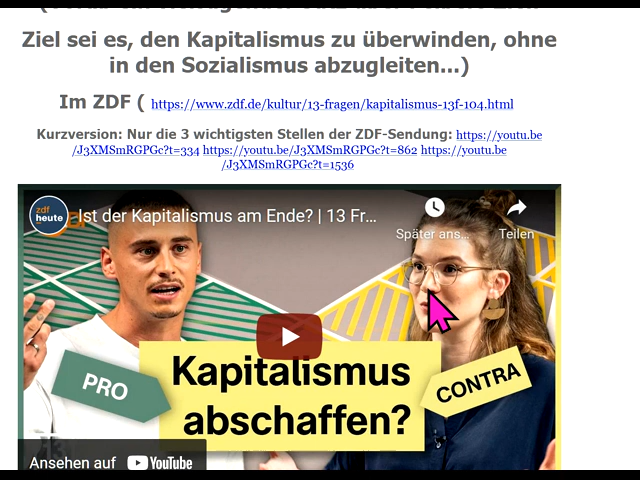 Ziel sei es, den Kapitalismus zu überwinden, ohne
in den Sozialismus abzugleiten...)
Im ZDF ( https://www.zdf.de/kultur/13-fragen/kapitalismus-13f-104.html
Kurzversion: Nur die 3 wichtigsten Stellen der ZDF-Sendung: https://youtu.be
/J3XMSmRGPGc?t=334 https://youtu.be/J3XMSmRGPGc?t=862 https://youtu.be
/J3XMSmRGPGc?t=1536
zdf
heute
Ist der Kapitalismus am Ende? | 13 Fr...
Später ans...
Teilen
PRO
Kapitalismus
abschaffen?
CONTRA
Ansehen auf YouTube